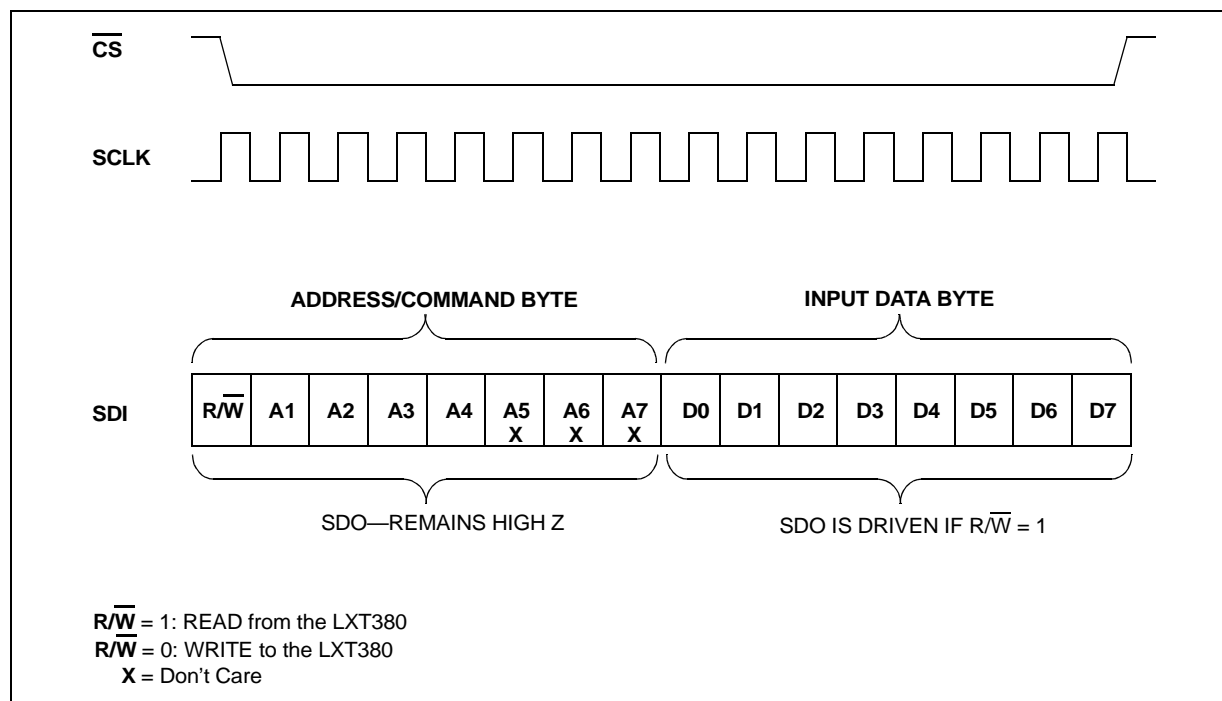 CS
SCLK
ADDRESS/COMMAND BYTE INPUT DATA BYTE
SDI R/W A1 A2 A3 A4 A5 A6 A7 D0 D1 D2 D3 D4 D5 D6 D7
X X X
SDO—REMAINS HIGH Z SDO IS DRIVEN IF R/W = 1
R/W = 1: READ from the LXT380
R/W = 0: WRITE to the LXT380
X = Don't Care